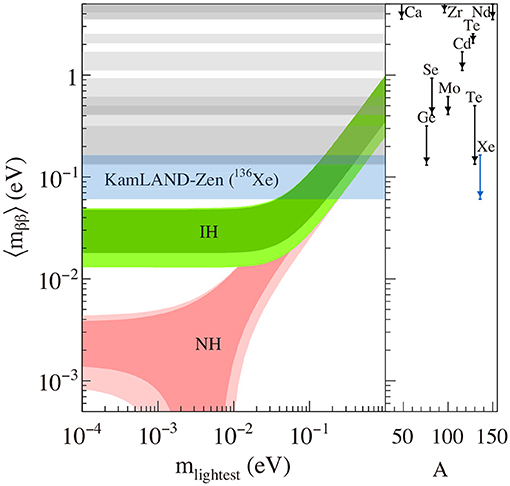 Ca Zr Nd
Te
Cd
1
Se
Mo
Te
Ge
Xe
KamLAND-Zen (¹³⁶Xe)
10⁻¹
⟨m_ββ⟩ (eV)
IH
10⁻²
NH
10⁻³
10⁻⁴ 10⁻³ 10⁻² 10⁻¹ 50 100 150
m_lightest (eV) A